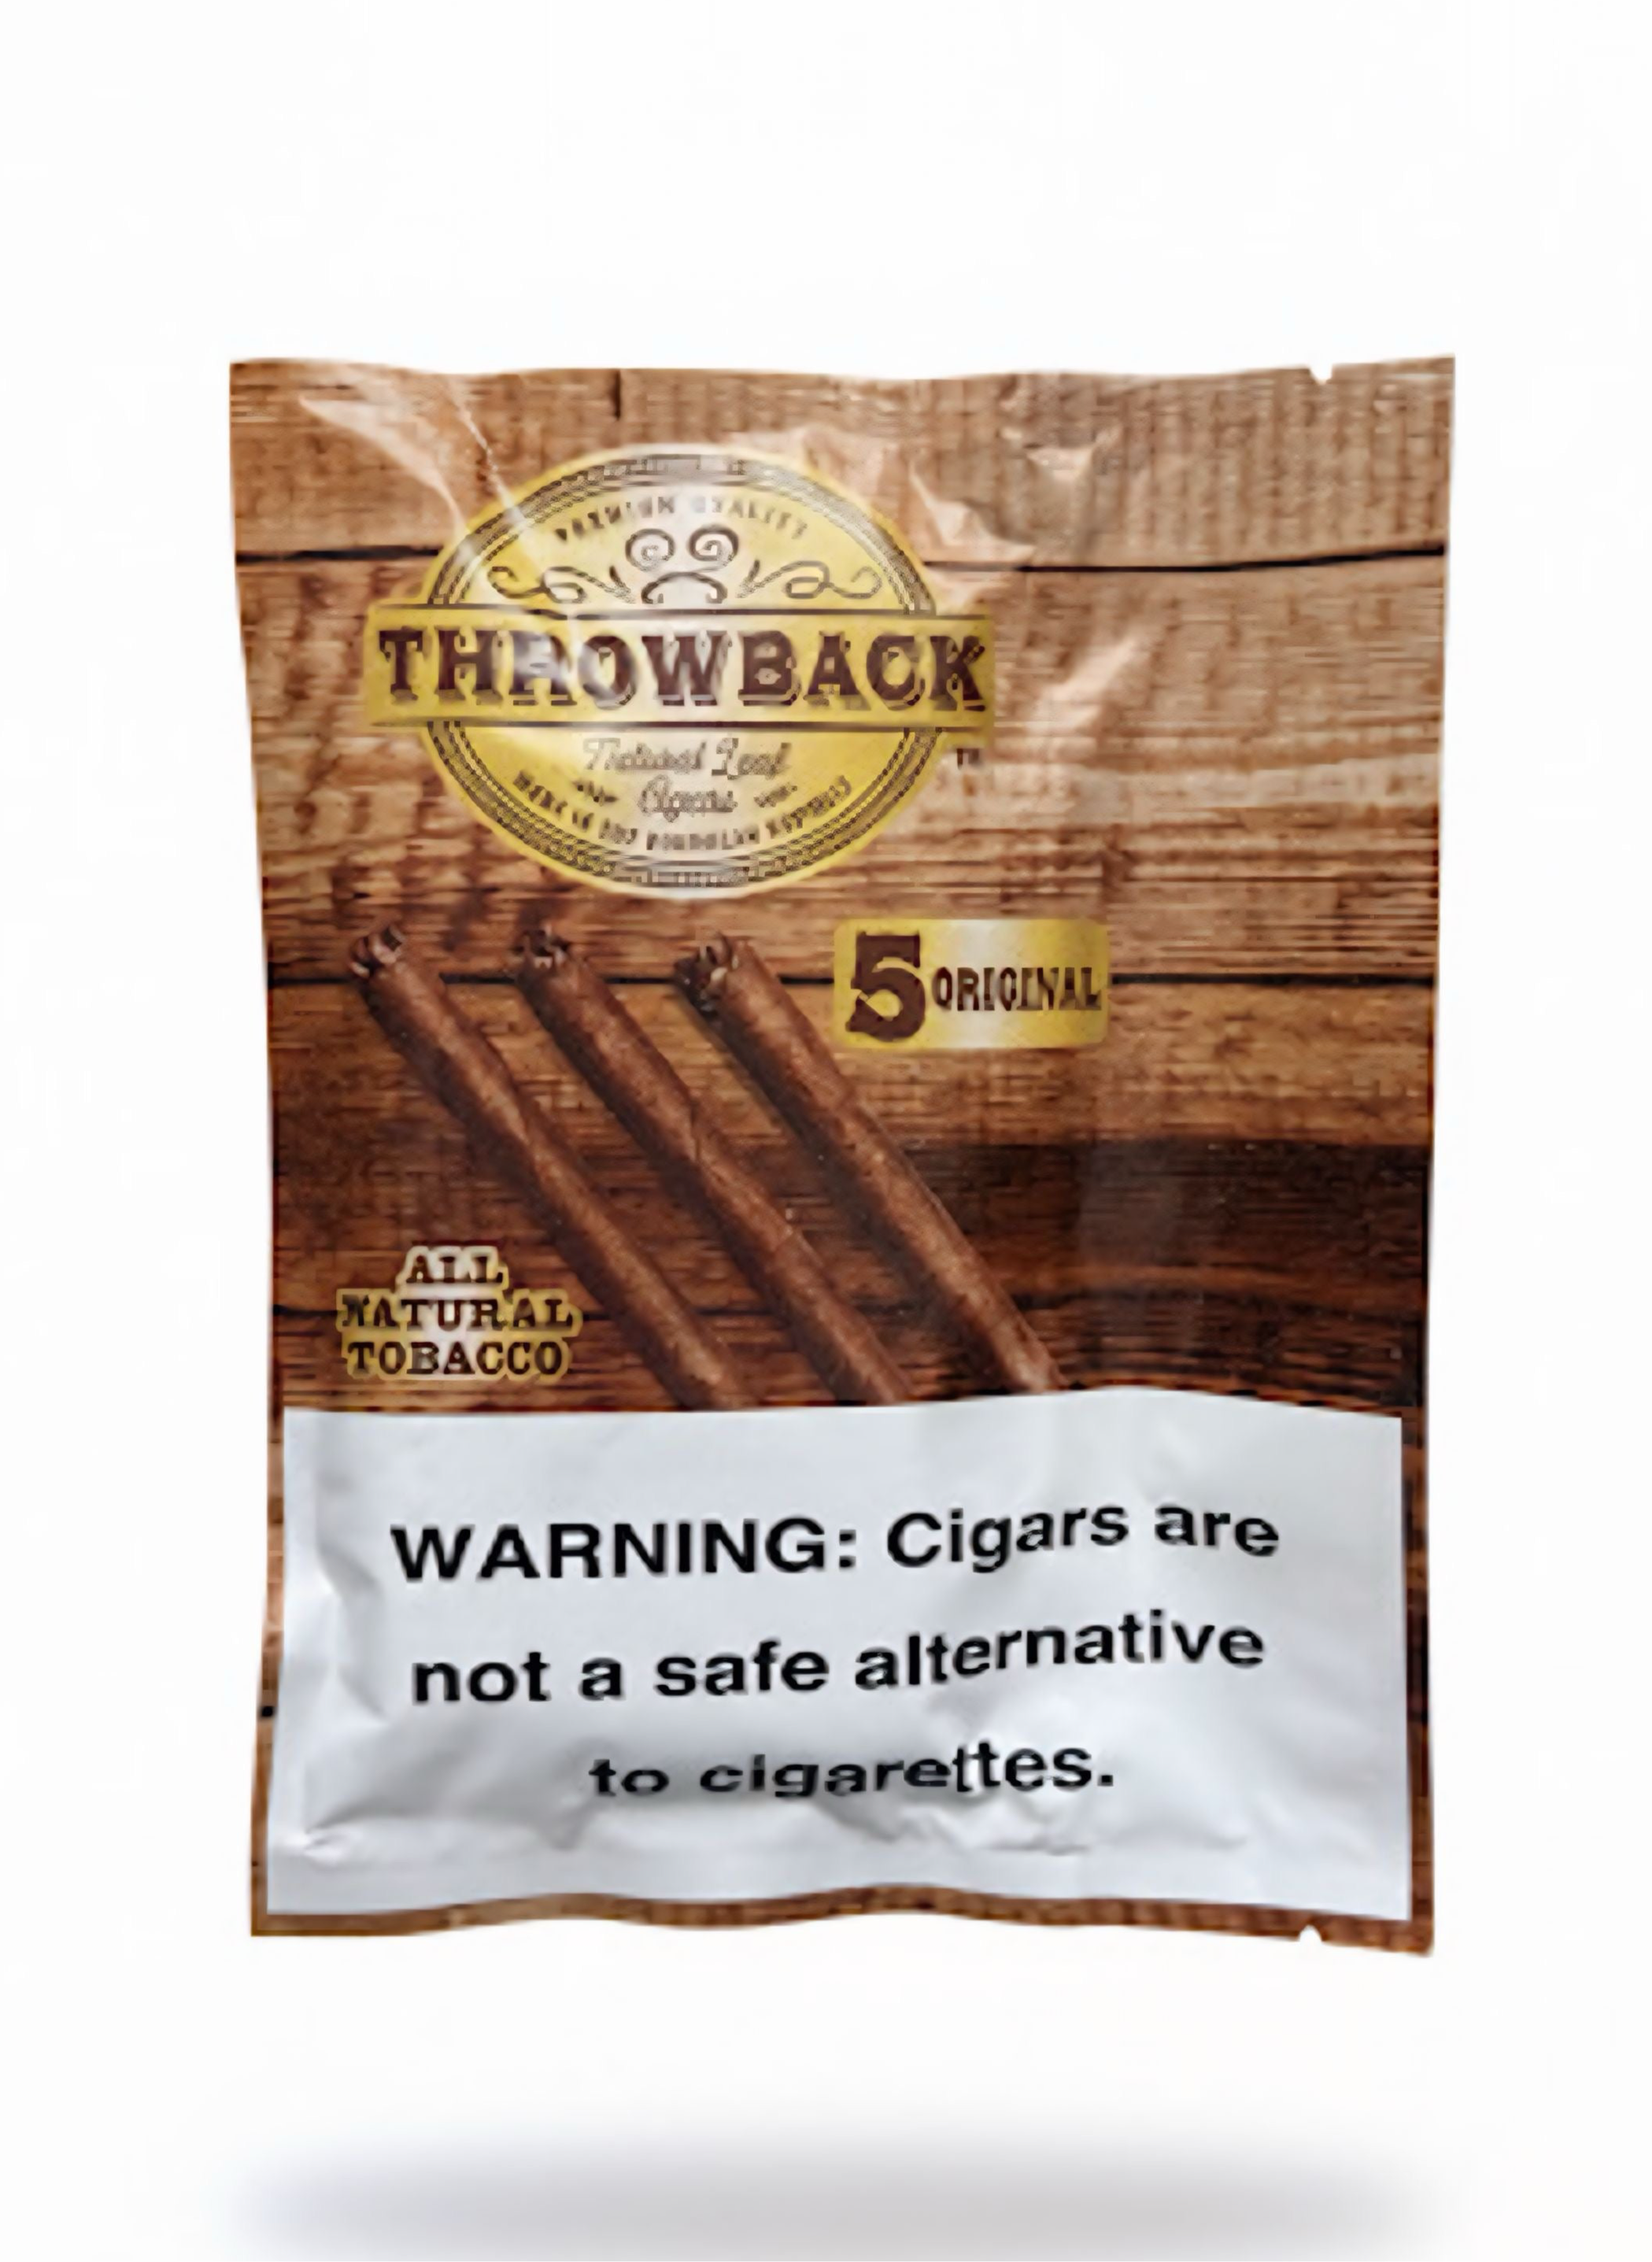 PREMIUM QUALITY
THROWBACK
TM
Natural Leaf
Cigars
5 ORIGINAL
ALL
NATURAL
TOBACCO
WARNING: Cigars are
not a safe alternative
to cigarettes.